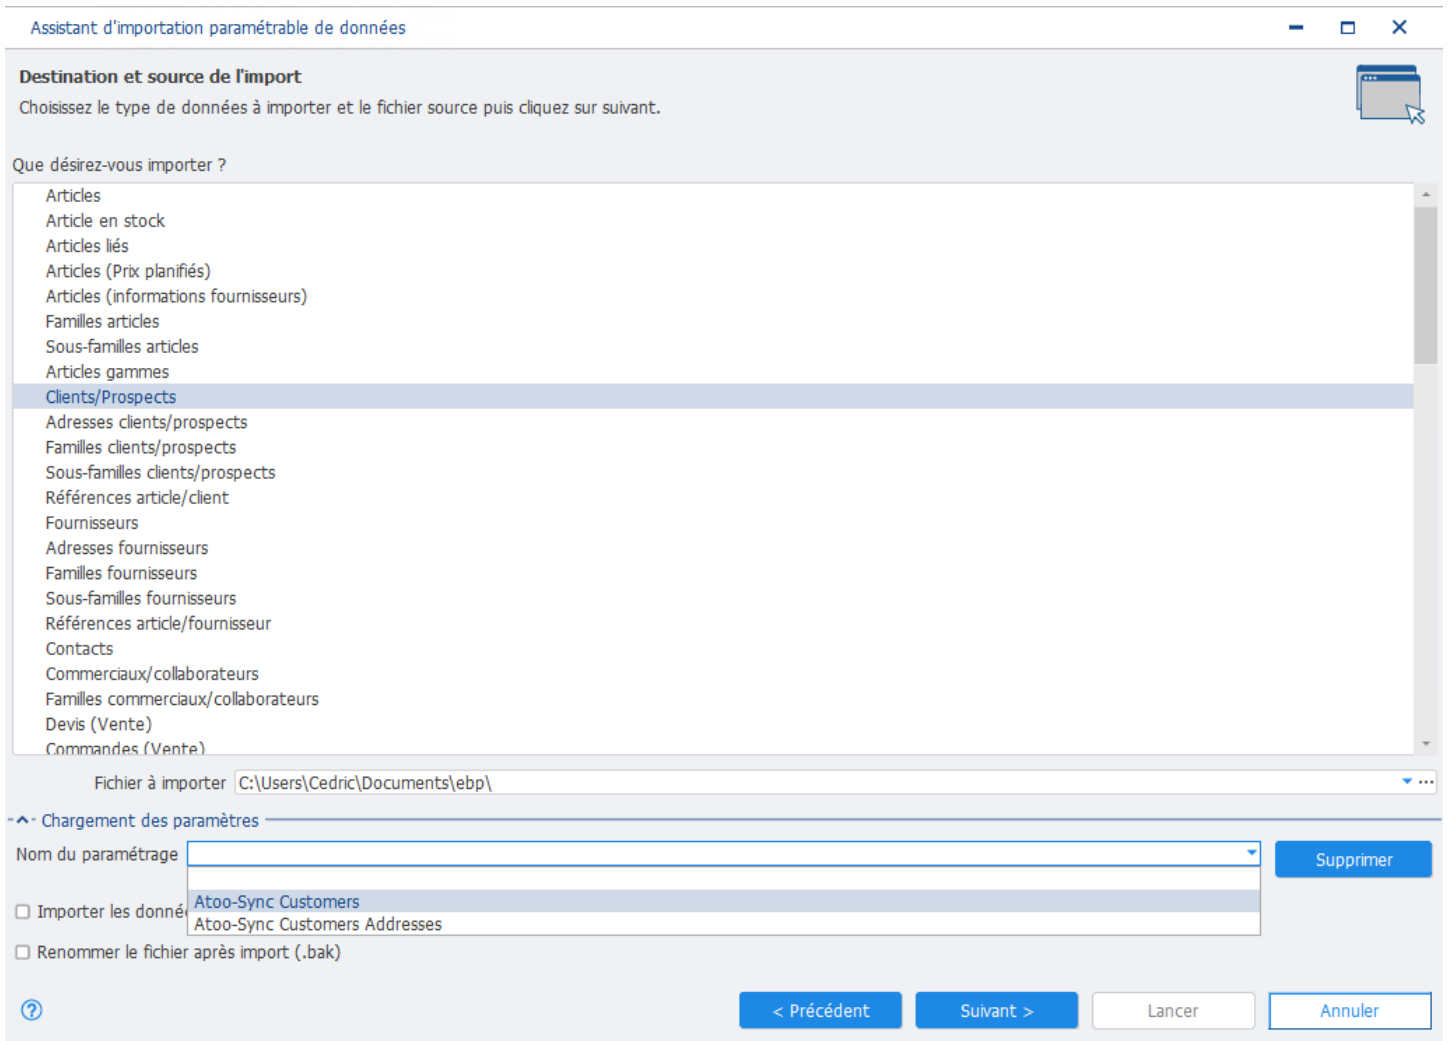 Assistant d'importation paramétrable de données
Destination et source de l'import
Choisissez le type de données à importer et le fichier source puis cliquez sur suivant.
Que désirez-vous importer ?
Articles
Article en stock
Articles liés
Articles (Prix planifiés)
Articles (informations fournisseurs)
Familles articles
Sous-familles articles
Articles gammes
Clients/Prospects
Adresses clients/prospects
Familles clients/prospects
Sous-familles clients/prospects
Références article/client
Fournisseurs
Adresses fournisseurs
Familles fournisseurs
Sous-familles fournisseurs
Références article/fournisseur
Contacts
Commerciaux/collaborateurs
Familles commerciaux/collaborateurs
Devis (Vente)
Commandes (Vente)
Fichier à importer C:\Users\Cedric\Documents\ebp\ ...
Chargement des paramètres
Nom du paramétrage Supprimer
Atoo-Sync Customers
Importer les donné
Atoo-Sync Customers Addresses
Renommer le fichier après import (.bak)
? < Précédent Suivant > Lancer Annuler